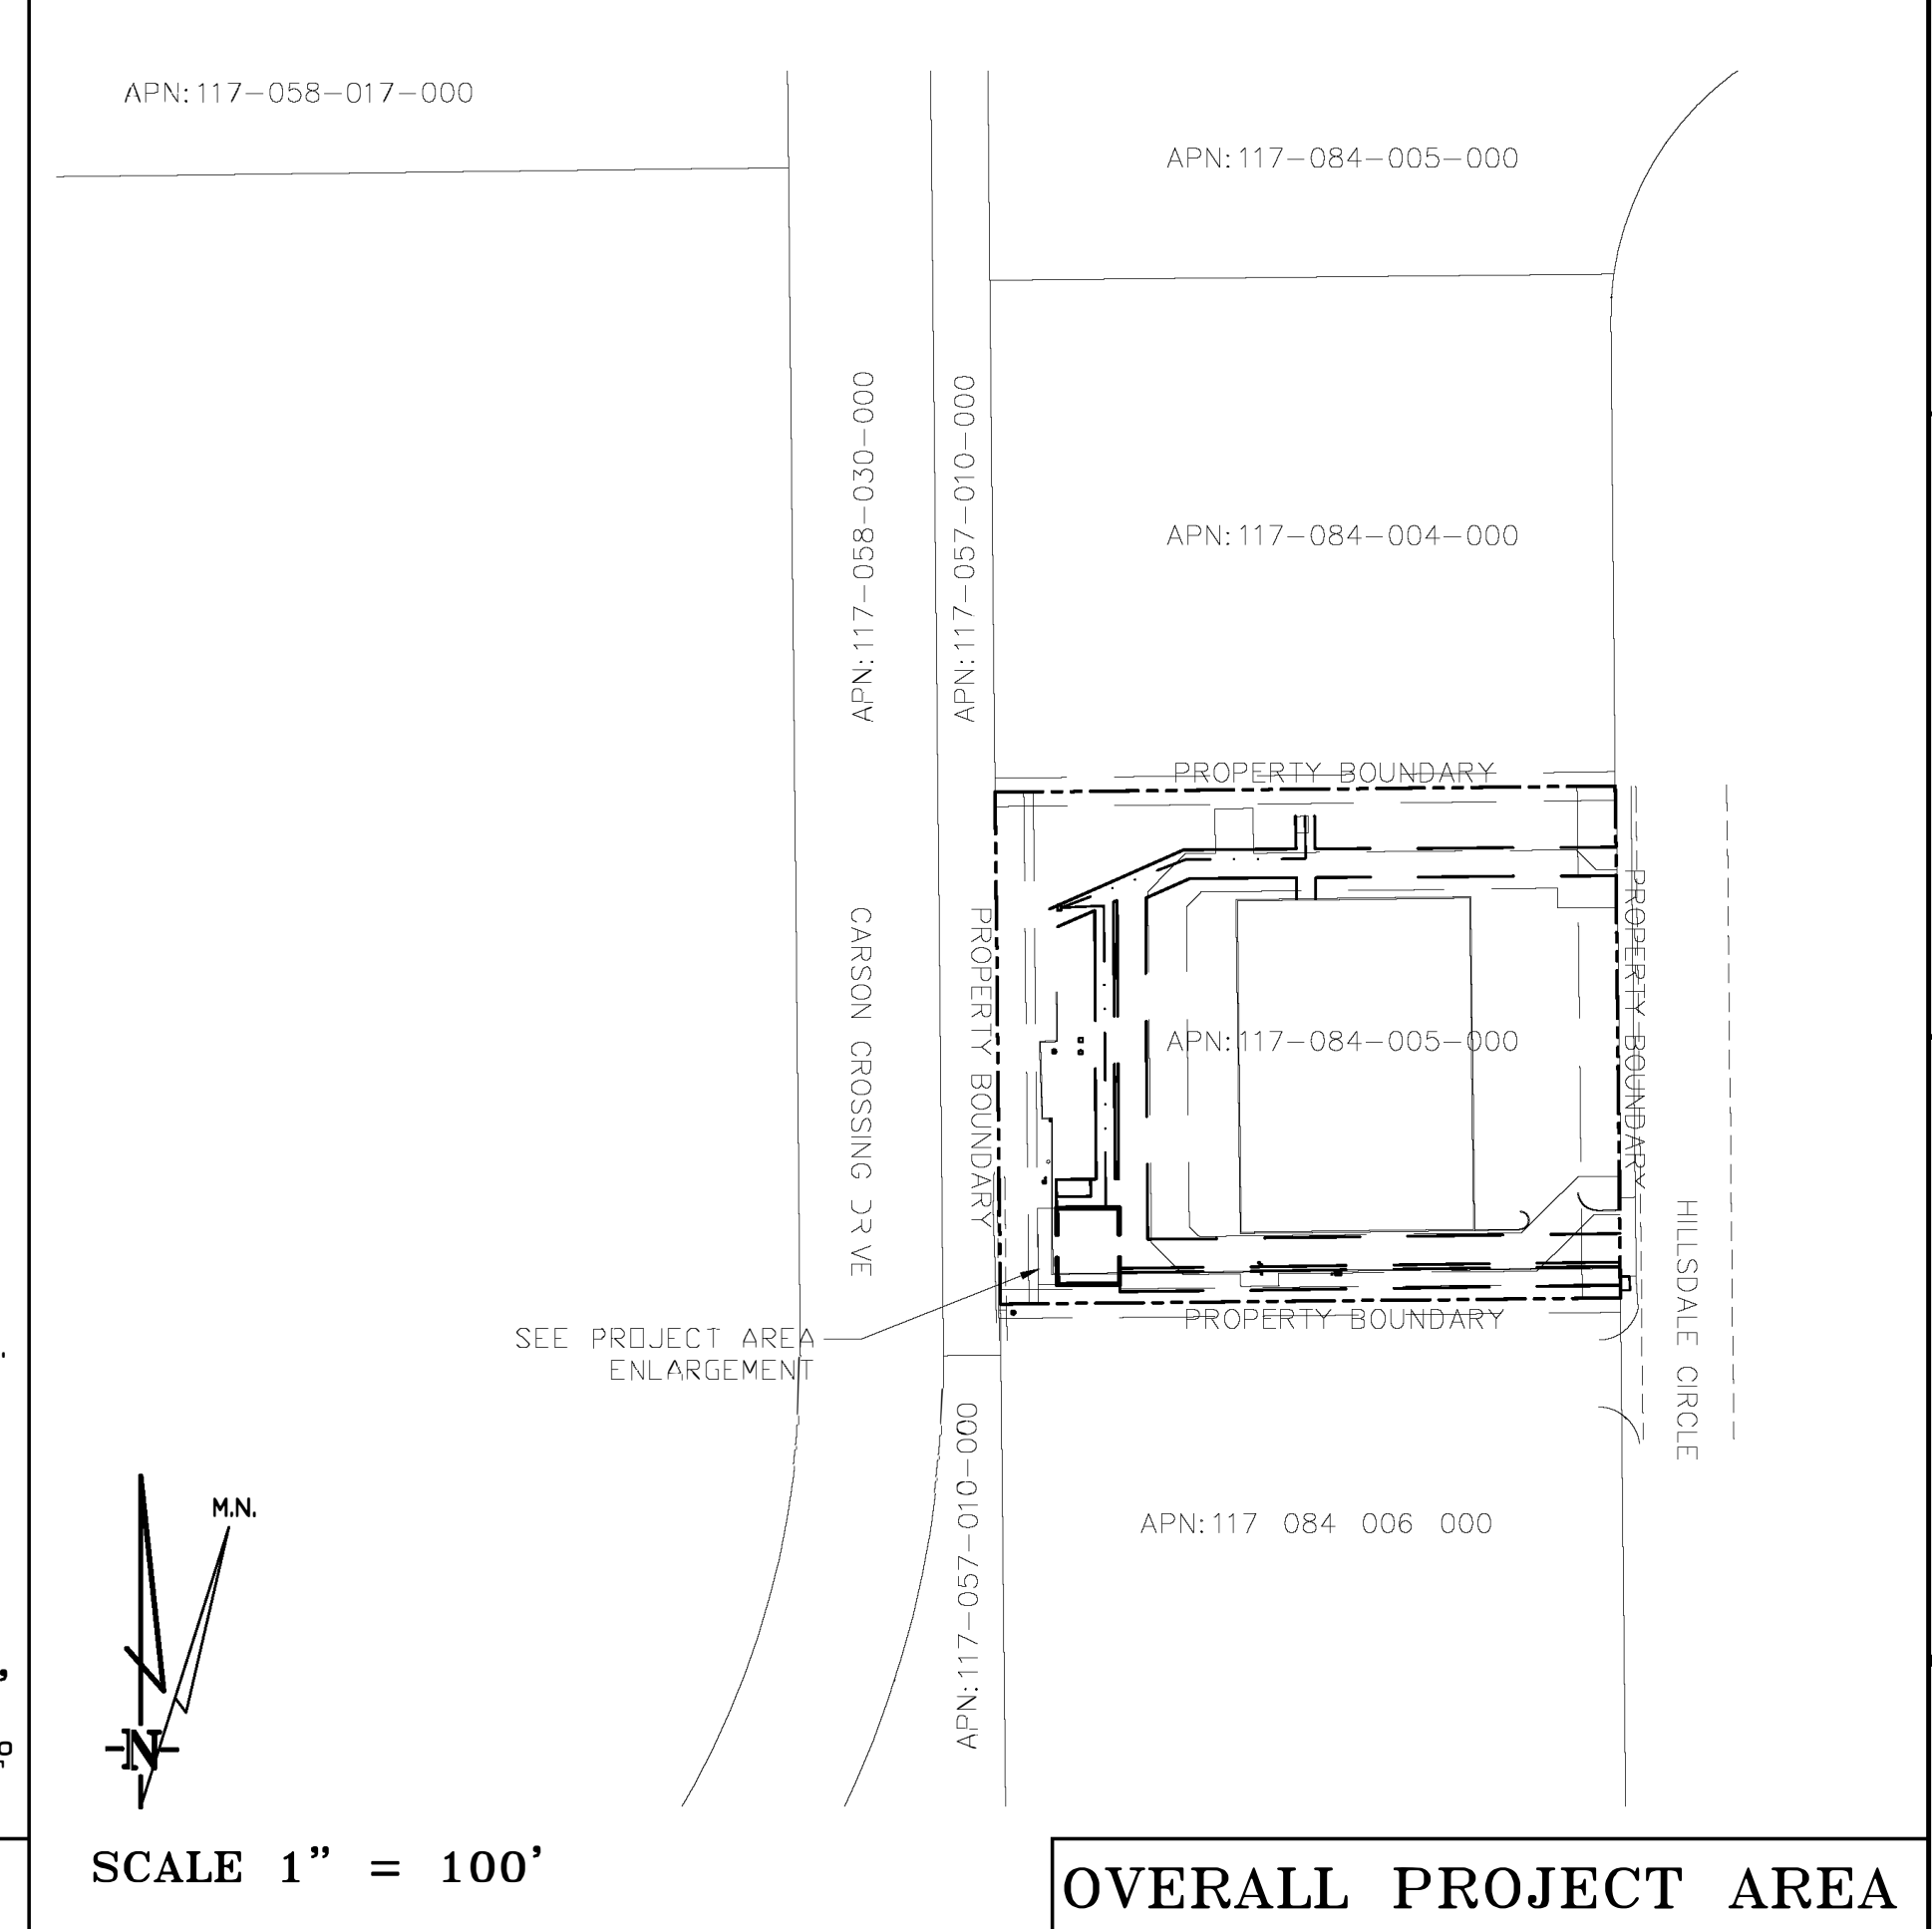 APN:117-058-017-000
APN:117-084-005-000
APN:117-058-030-000
APN:117-057-010-000
APN:117-084-004-000
PROPERTY BOUNDARY
CARSON CROSSING DRIVE
PROPERTY BOUNDARY
APN:117-084-005-000
PROPERTY BOUNDARY
HILLSDALE CIRCLE
PROPERTY BOUNDARY
SEE PROJECT AREA
ENLARGEMENT
APN:117-057-010-000
APN:117 084 006 000
M.N.
N
SCALE 1" = 100'
OVERALL PROJECT AREA